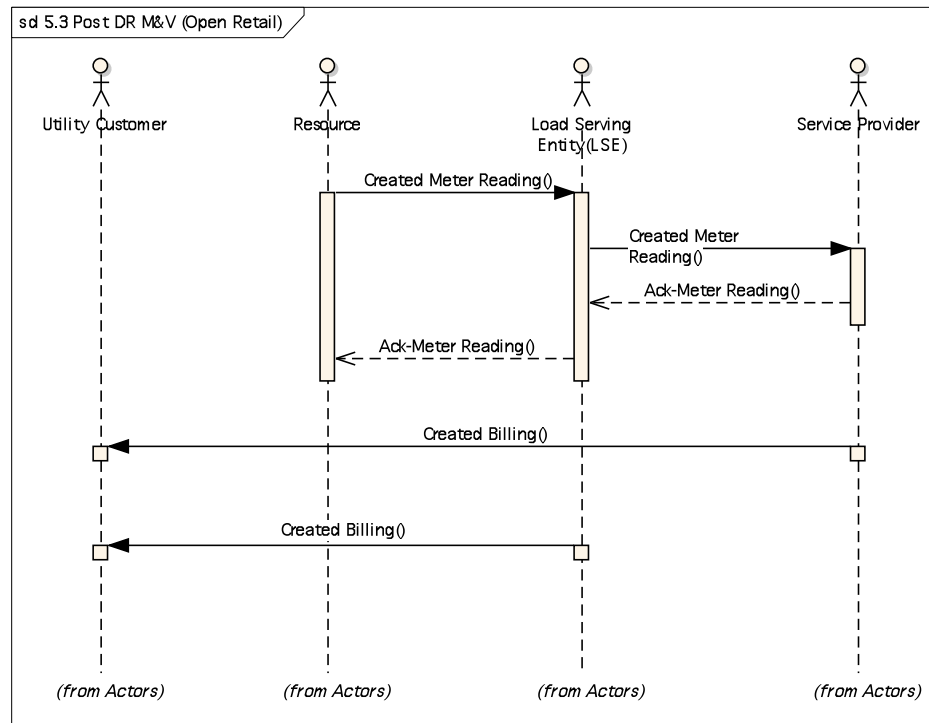 sd 5.3 Post DR M&V (Open Retail)
Utility Customer
Resource
Load Serving
Entity(LSE)
Service Provider
Created Meter Reading()
Created Meter
Reading()
Ack-Meter Reading()
Ack-Meter Reading()
Created Billing()
Created Billing()
(from Actors)
(from Actors)
(from Actors)
(from Actors)